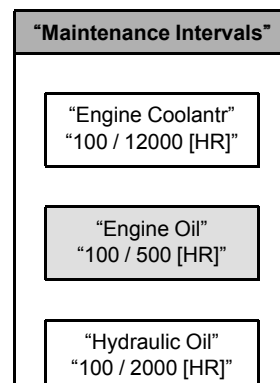 “Maintenance Intervals”
“Engine Coolantr”
“100 / 12000 [HR]”
“Engine Oil”
“100 / 500 [HR]”
“Hydraulic Oil”
“100 / 2000 [HR]”